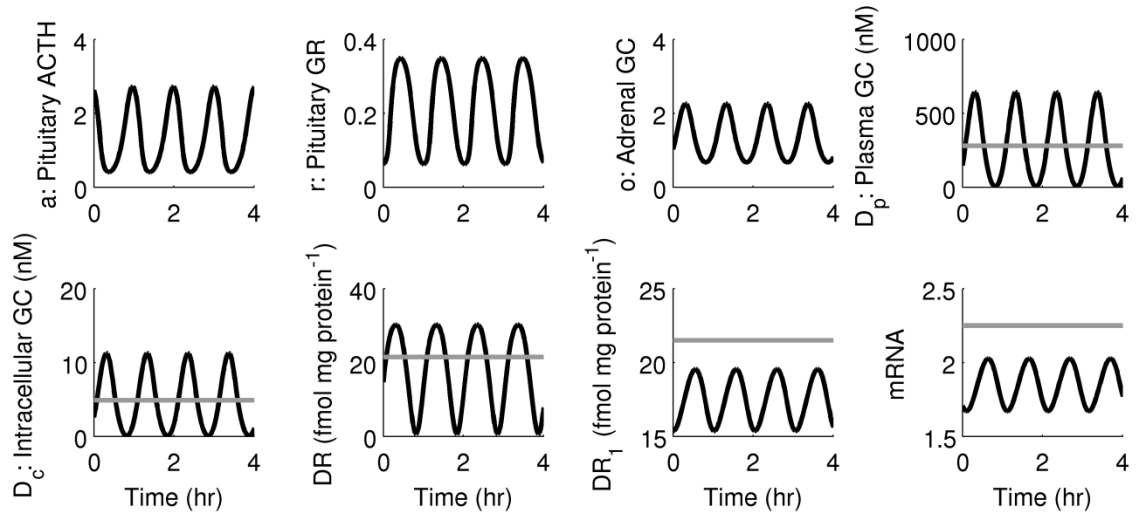 a: Pituitary ACTH
4
2
0
0 2 4
r: Pituitary GR
0.4
0.2
0
0 2 4
o: Adrenal GC
4
2
0
0 2 4
Dp: Plasma GC (nM)
1000
500
0
0 2 4
Dc: Intracellular GC (nM)
20
10
0
0 2 4
Time (hr)
DR (fmol mg protein-1)
40
20
0
0 2 4
Time (hr)
DR1 (fmol mg protein-1)
25
20
15
0 2 4
Time (hr)
mRNA
2.5
2
1.5
0 2 4
Time (hr)